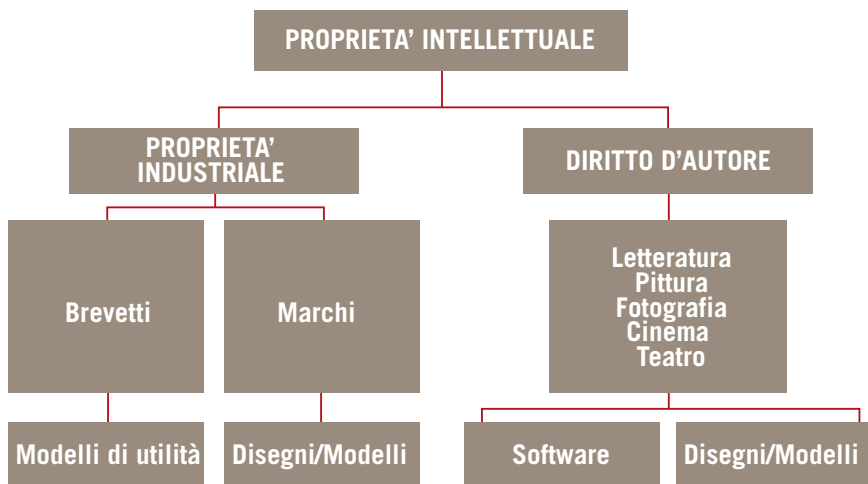 PROPRIETA’ INTELLETTUALE
PROPRIETA’
INDUSTRIALE
DIRITTO D’AUTORE
Brevetti
Marchi
Letteratura
Pittura
Fotografia
Cinema
Teatro
Modelli di utilità
Disegni/Modelli
Software
Disegni/Modelli